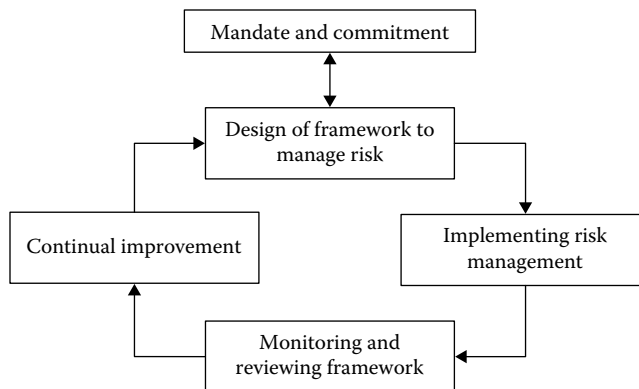 Mandate and commitment
Design of framework to
manage risk
Continual improvement
Implementing risk
management
Monitoring and
reviewing framework